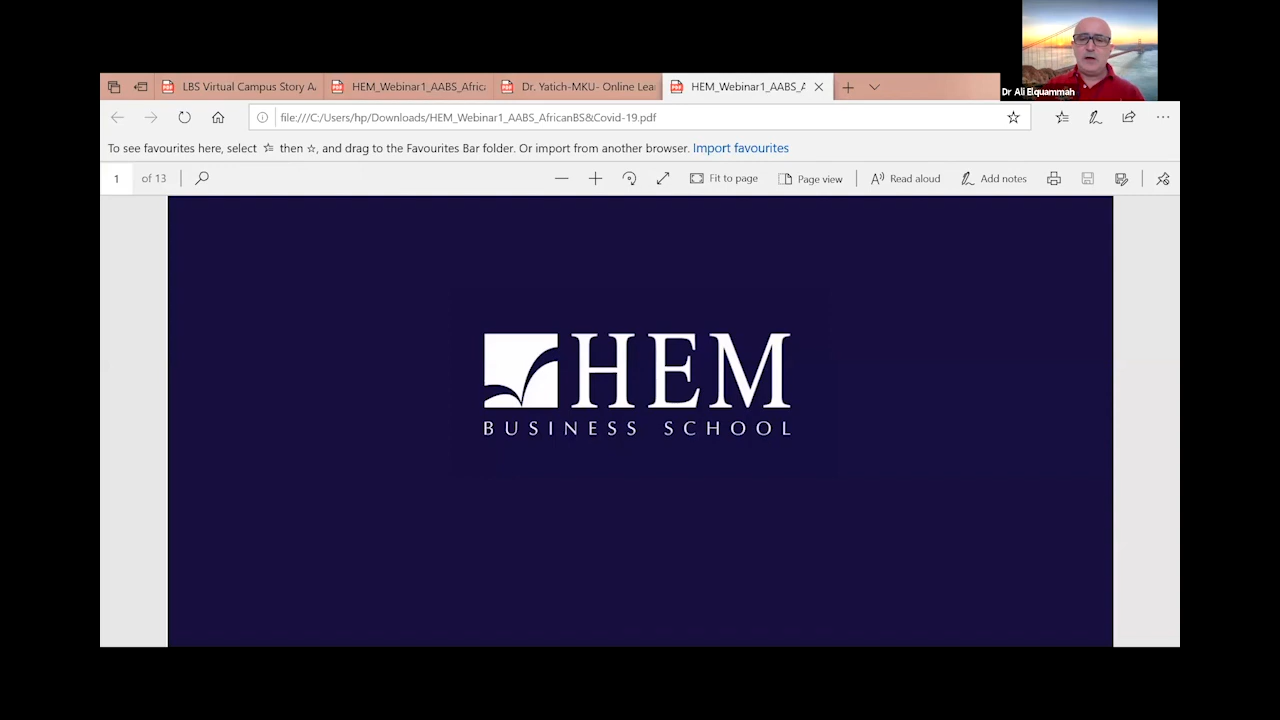 Dr Ali Elquammah
LBS Virtual Campus Story A
HEM_Webinar1_AABS_Africa
Dr. Yatich-MKU- Online Lea
HEM_Webinar1_AABS_A
file:///C:/Users/hp/Downloads/HEM_Webinar1_AABS_AfricanBS&Covid-19.pdf
To see favourites here, select then , and drag to the Favourites Bar folder. Or import from another browser. Import favourites
1 of 13 Fit to page Page view Read aloud Add notes
HEM
BUSINESS SCHOOL